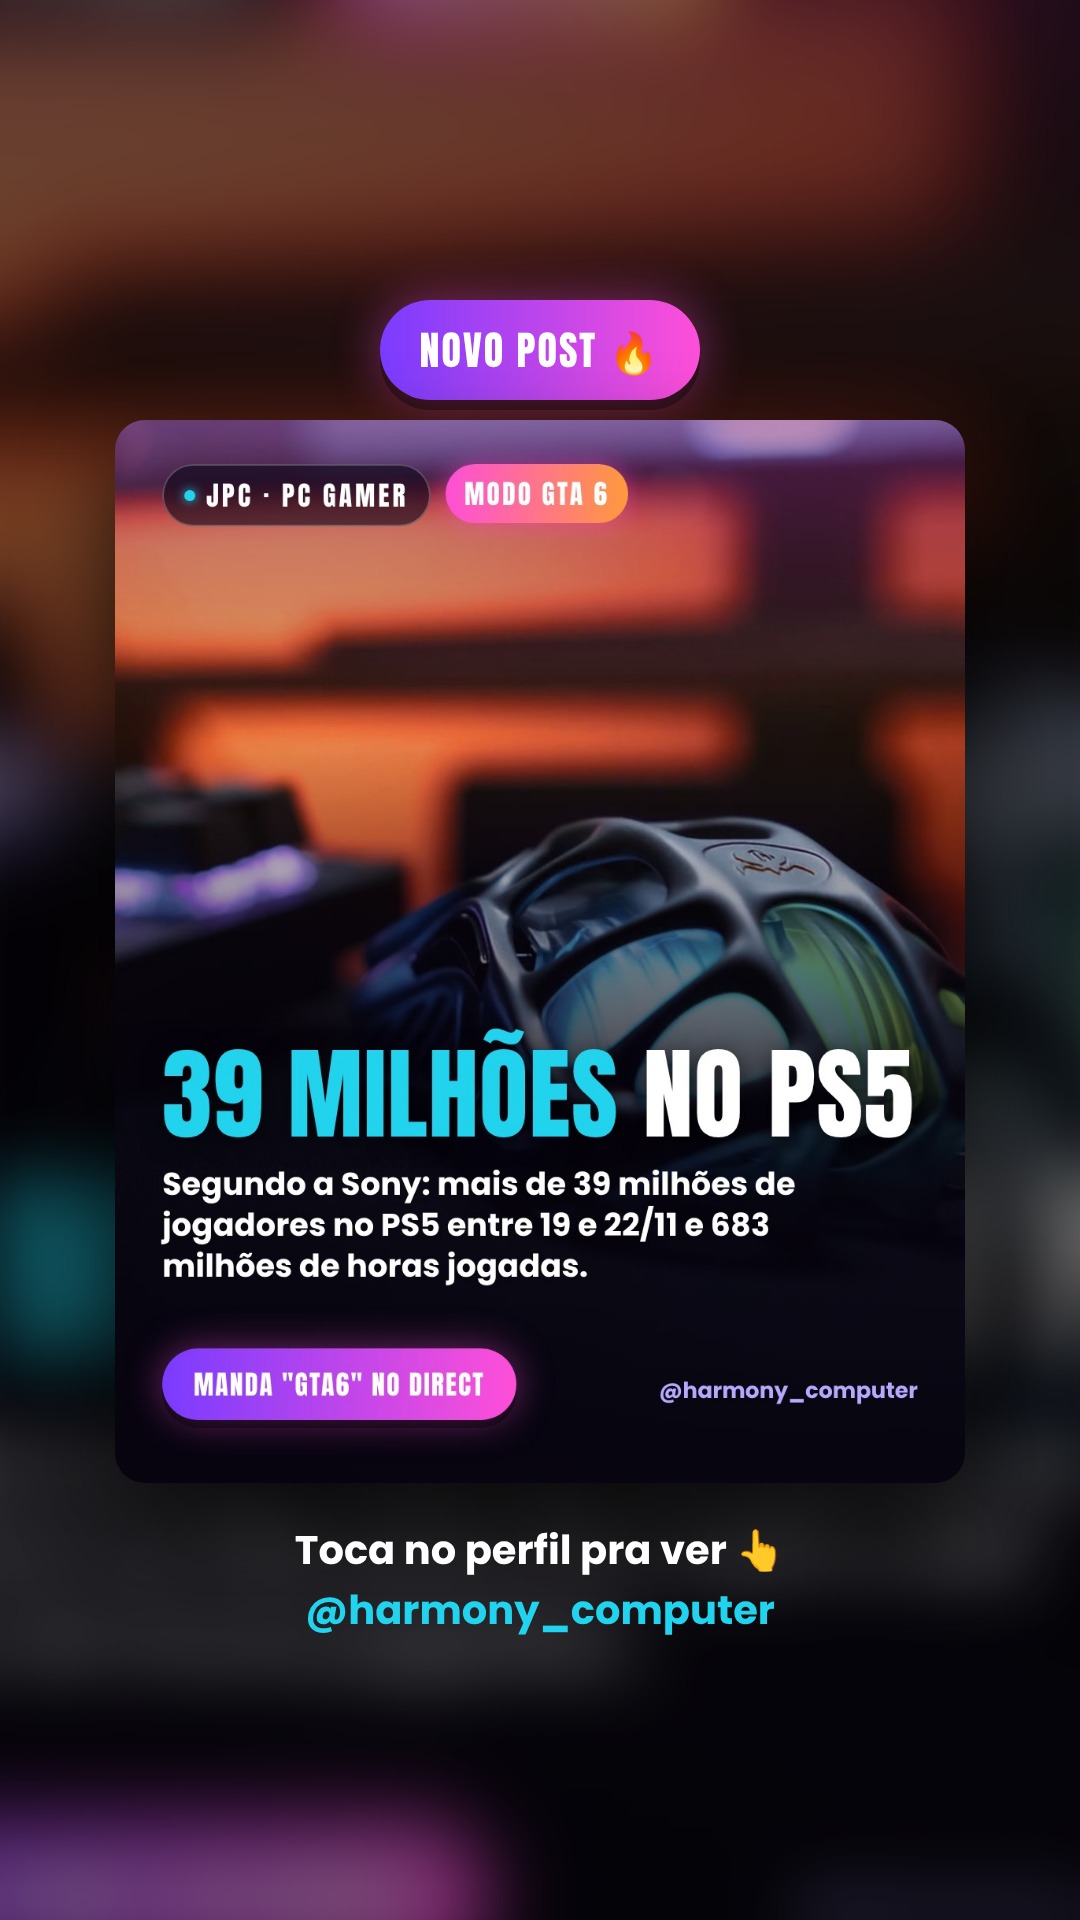 NOVO POST 🔥
JPC · PC GAMER
MODO GTA 6
39 MILHÕES NO PS5
Segundo a Sony: mais de 39 milhões de
jogadores no PS5 entre 19 e 22/11 e 683
milhões de horas jogadas.
MANDA "GTA6" NO DIRECT
@harmony_computer
Toca no perfil pra ver 👆
@harmony_computer